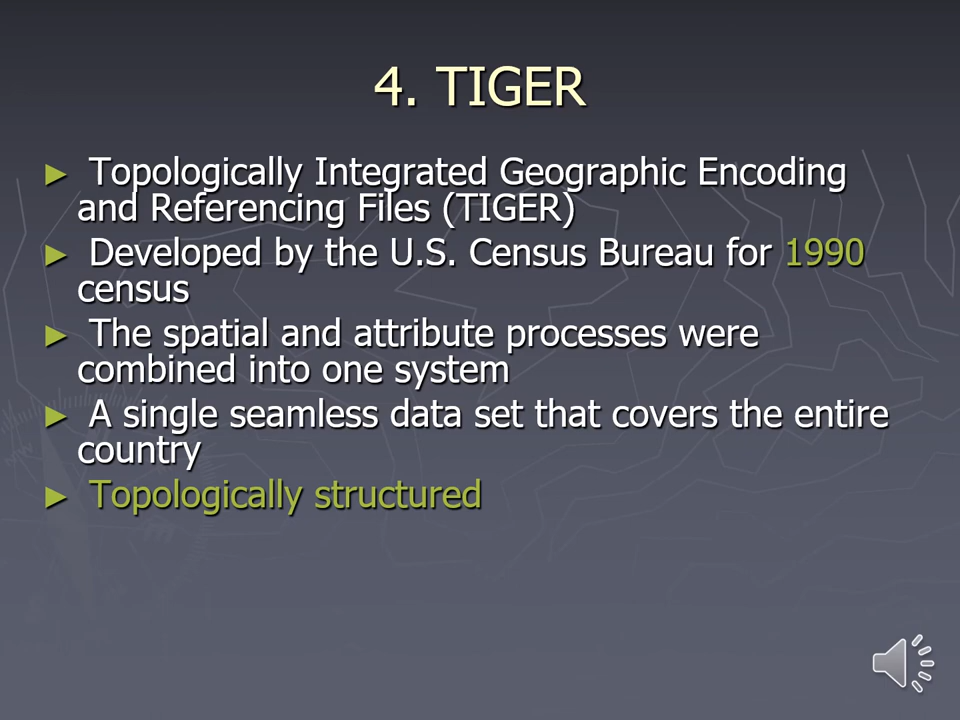 4. TIGER
► Topologically Integrated Geographic Encoding
and Referencing Files (TIGER)
► Developed by the U.S. Census Bureau for 1990
census
► The spatial and attribute processes were
combined into one system
► A single seamless data set that covers the entire
country
► Topologically structured